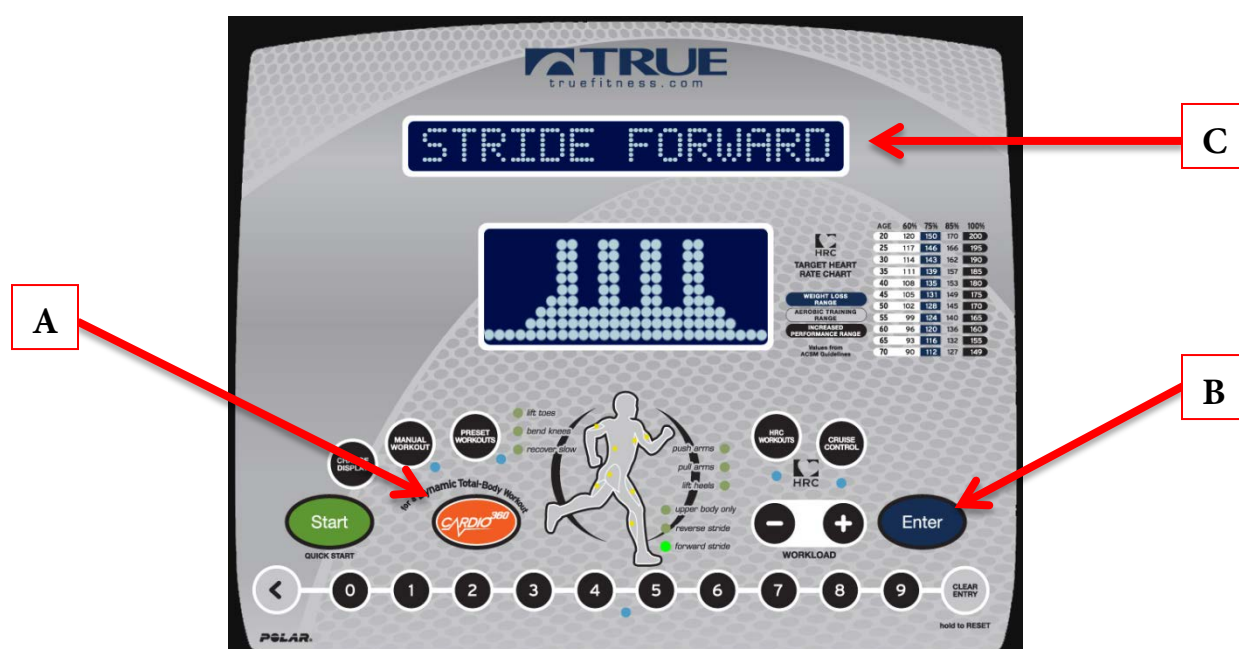 TRUE
truefitness.com
STRIDE FORWARD
C
AGE 60% 75% 85% 100%
20 120 150 170 200
25 117 146 166 195
30 114 143 162 190
35 111 139 157 185
40 108 135 153 180
45 105 131 149 175
50 102 128 145 170
55 99 124 140 165
60 96 120 136 160
65 93 116 132 155
70 90 112 127 149
HRC
TARGET HEART
RATE CHART
WEIGHT LOSS
RANGE
AEROBIC TRAINING
RANGE
INCREASED
PERFORMANCE RANGE
Values from
ACSM Guidelines
A
B
lift toes
bend knees
recover slow
MANUAL
WORKOUT
PRESET
WORKOUTS
DISPLAY
for a Dynamic Total-Body Workout
Start
QUICK START
CARDIO 360
push arms
pull arms
lift heels
upper body only
reverse stride
forward stride
HRC
WORKOUTS
CRUISE
CONTROL
HRC
- +
WORKLOAD
Enter
< 0 1 2 3 4 5 6 7 8 9 CLEAR
ENTRY
hold to RESET
POLAR.